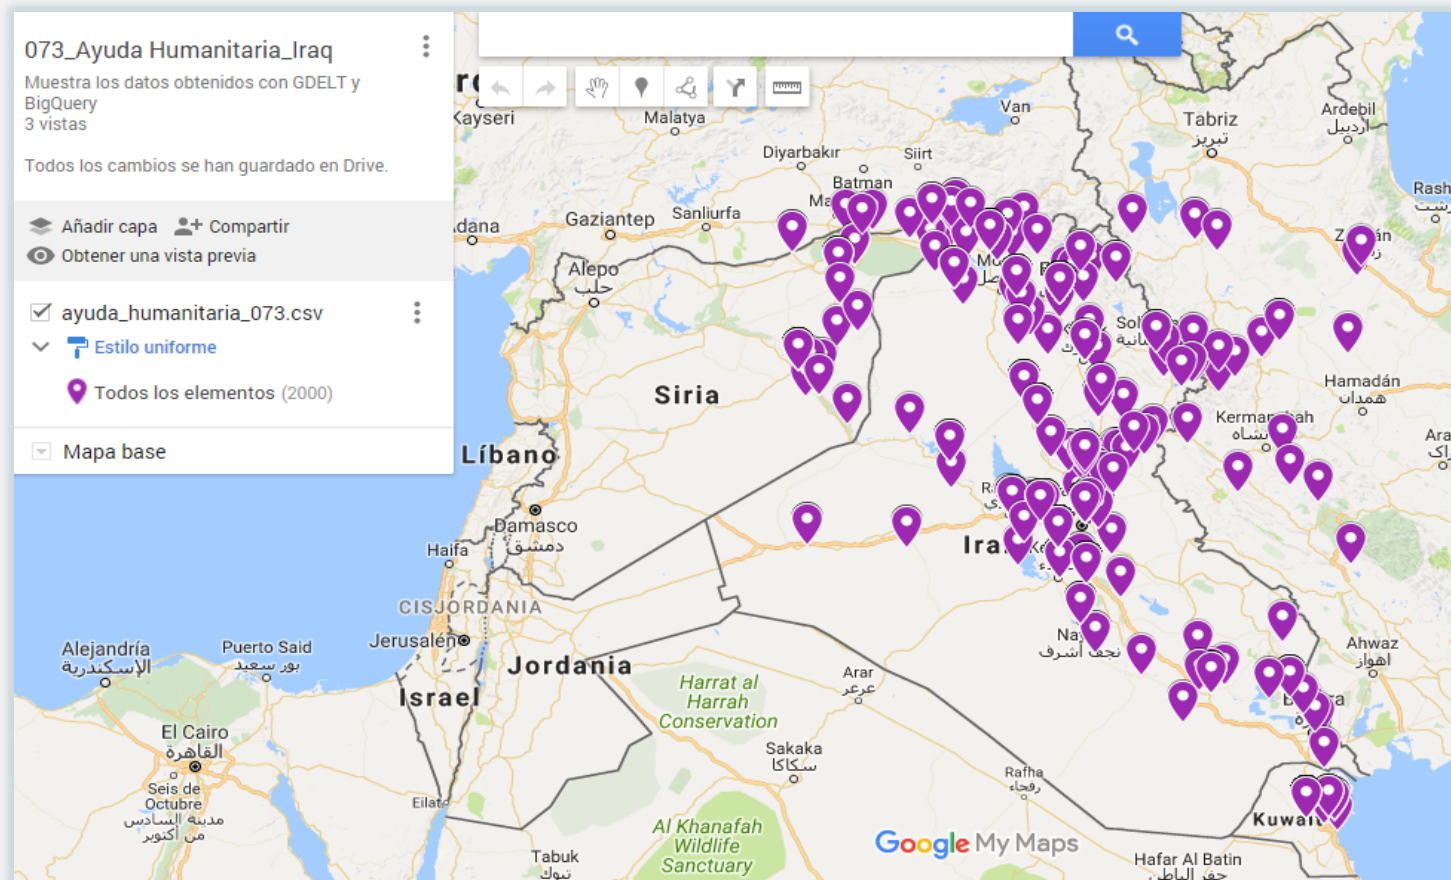 073_Ayuda Humanitaria_Iraq
Muestra los datos obtenidos con GDELT y
BigQuery
3 vistas
Todos los cambios se han guardado en Drive.
Añadir capa
Compartir
Obtener una vista previa
ayuda_humanitaria_073.csv
Estilo uniforme
Todos los elementos (2000)
Mapa base
Kayseri
Malatya
Van
Tabriz
تبریز
Ardebil
اردبیل
Diyarbakır
Siirt
Batman
Gaziantep
Sanliurfa
Alepo
حلب
Siria
Hamadán
همدان
Líbano
Damasco
دمشق
Haifa
CISJORDANIA
Jerusalén
Alejandría
الإسكندرية
Puerto Said
بور سعيد
Jordania
Israel
Arar
عرعر
Ahwaz
اهواز
نجف أشرف
Harrat al
Harrah
Conservation
El Cairo
القاهرة
Sakaka
سكاكا
Seis de
Octubre
مدينة السادس
من أكتوبر
Eilat
Rafha
رفحاء
Kuwait
Al Khanafah
Wildlife
Sanctuary
Google My Maps
Tabuk
تبوك
Hafar Al Batin
حفر الباطن